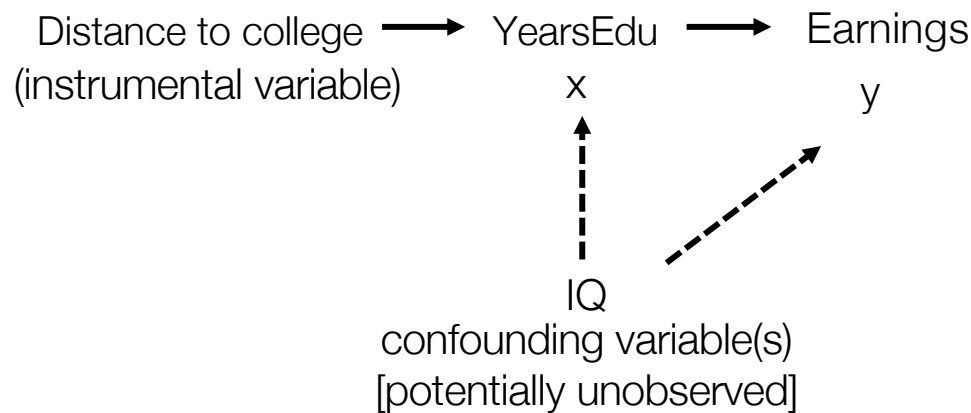 Distance to college
(instrumental variable)
YearsEdu
x
Earnings
y
IQ
confounding variable(s)
[potentially unobserved]